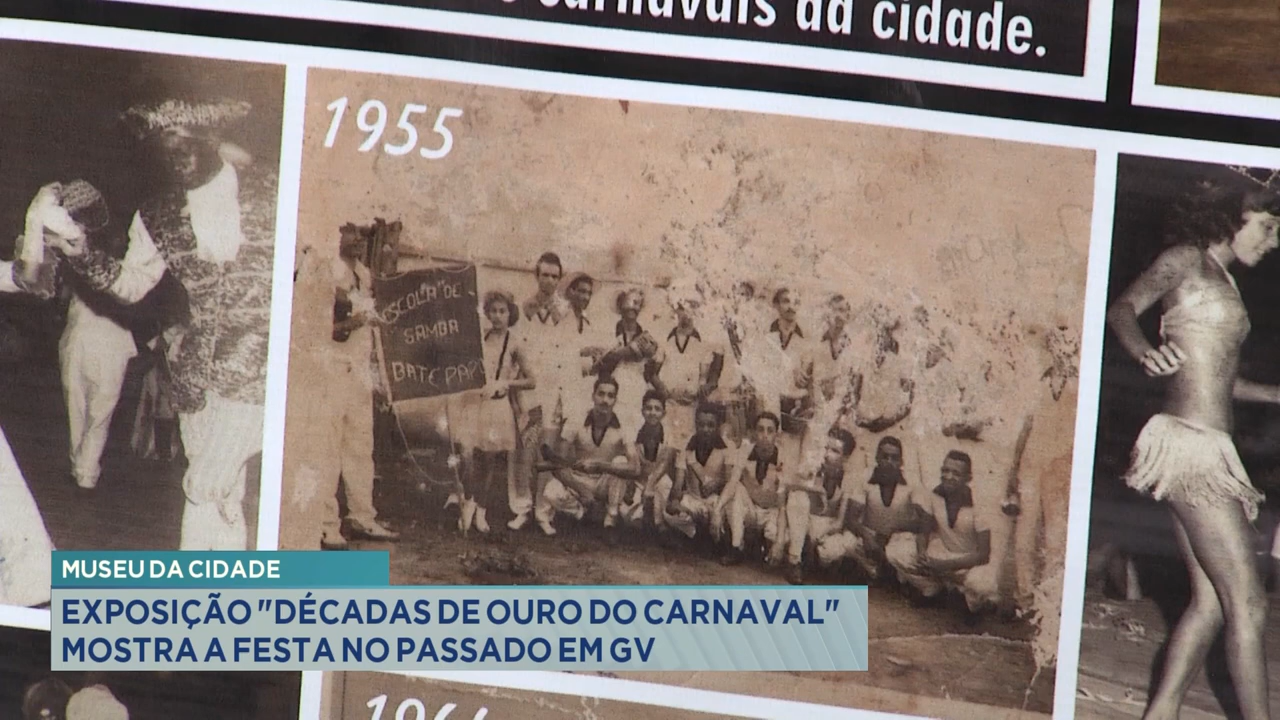 carnavais da cidade.
1955
ESCOLA DE
SAMBA
BATE PAPO
MUSEU DA CIDADE
EXPOSIÇÃO "DÉCADAS DE OURO DO CARNAVAL"
MOSTRA A FESTA NO PASSADO EM GV